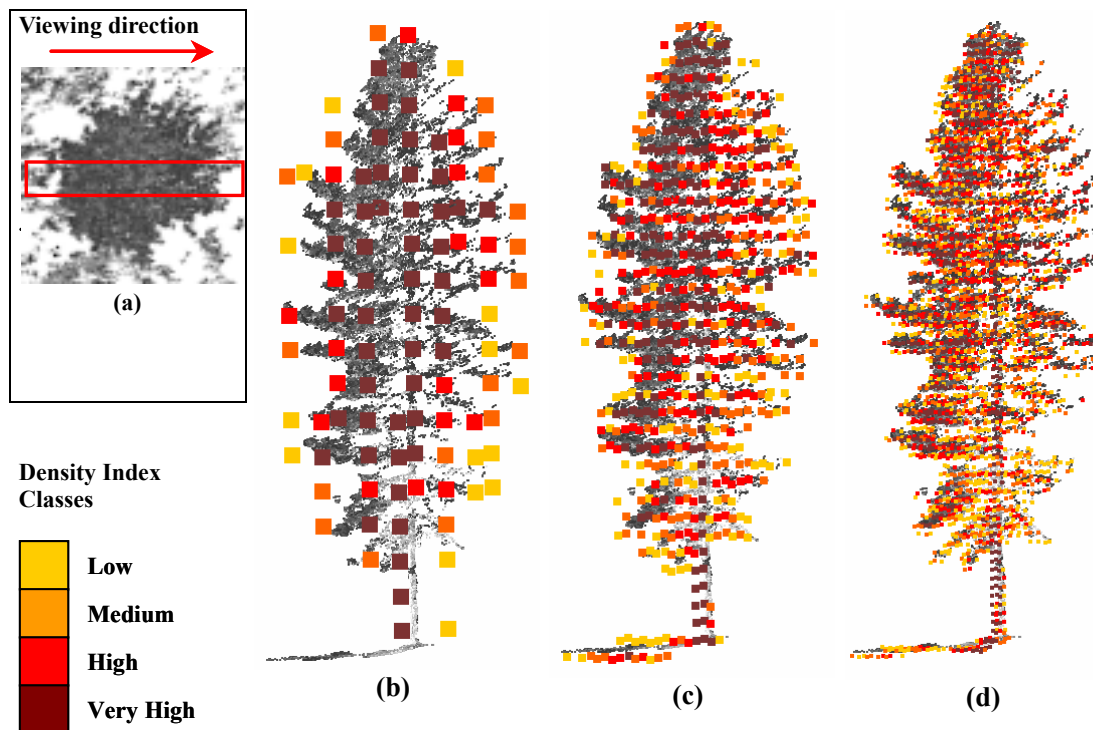 Viewing direction
(a)
Density Index
Classes
Low
Medium
High
Very High
(b)
(c)
(d)